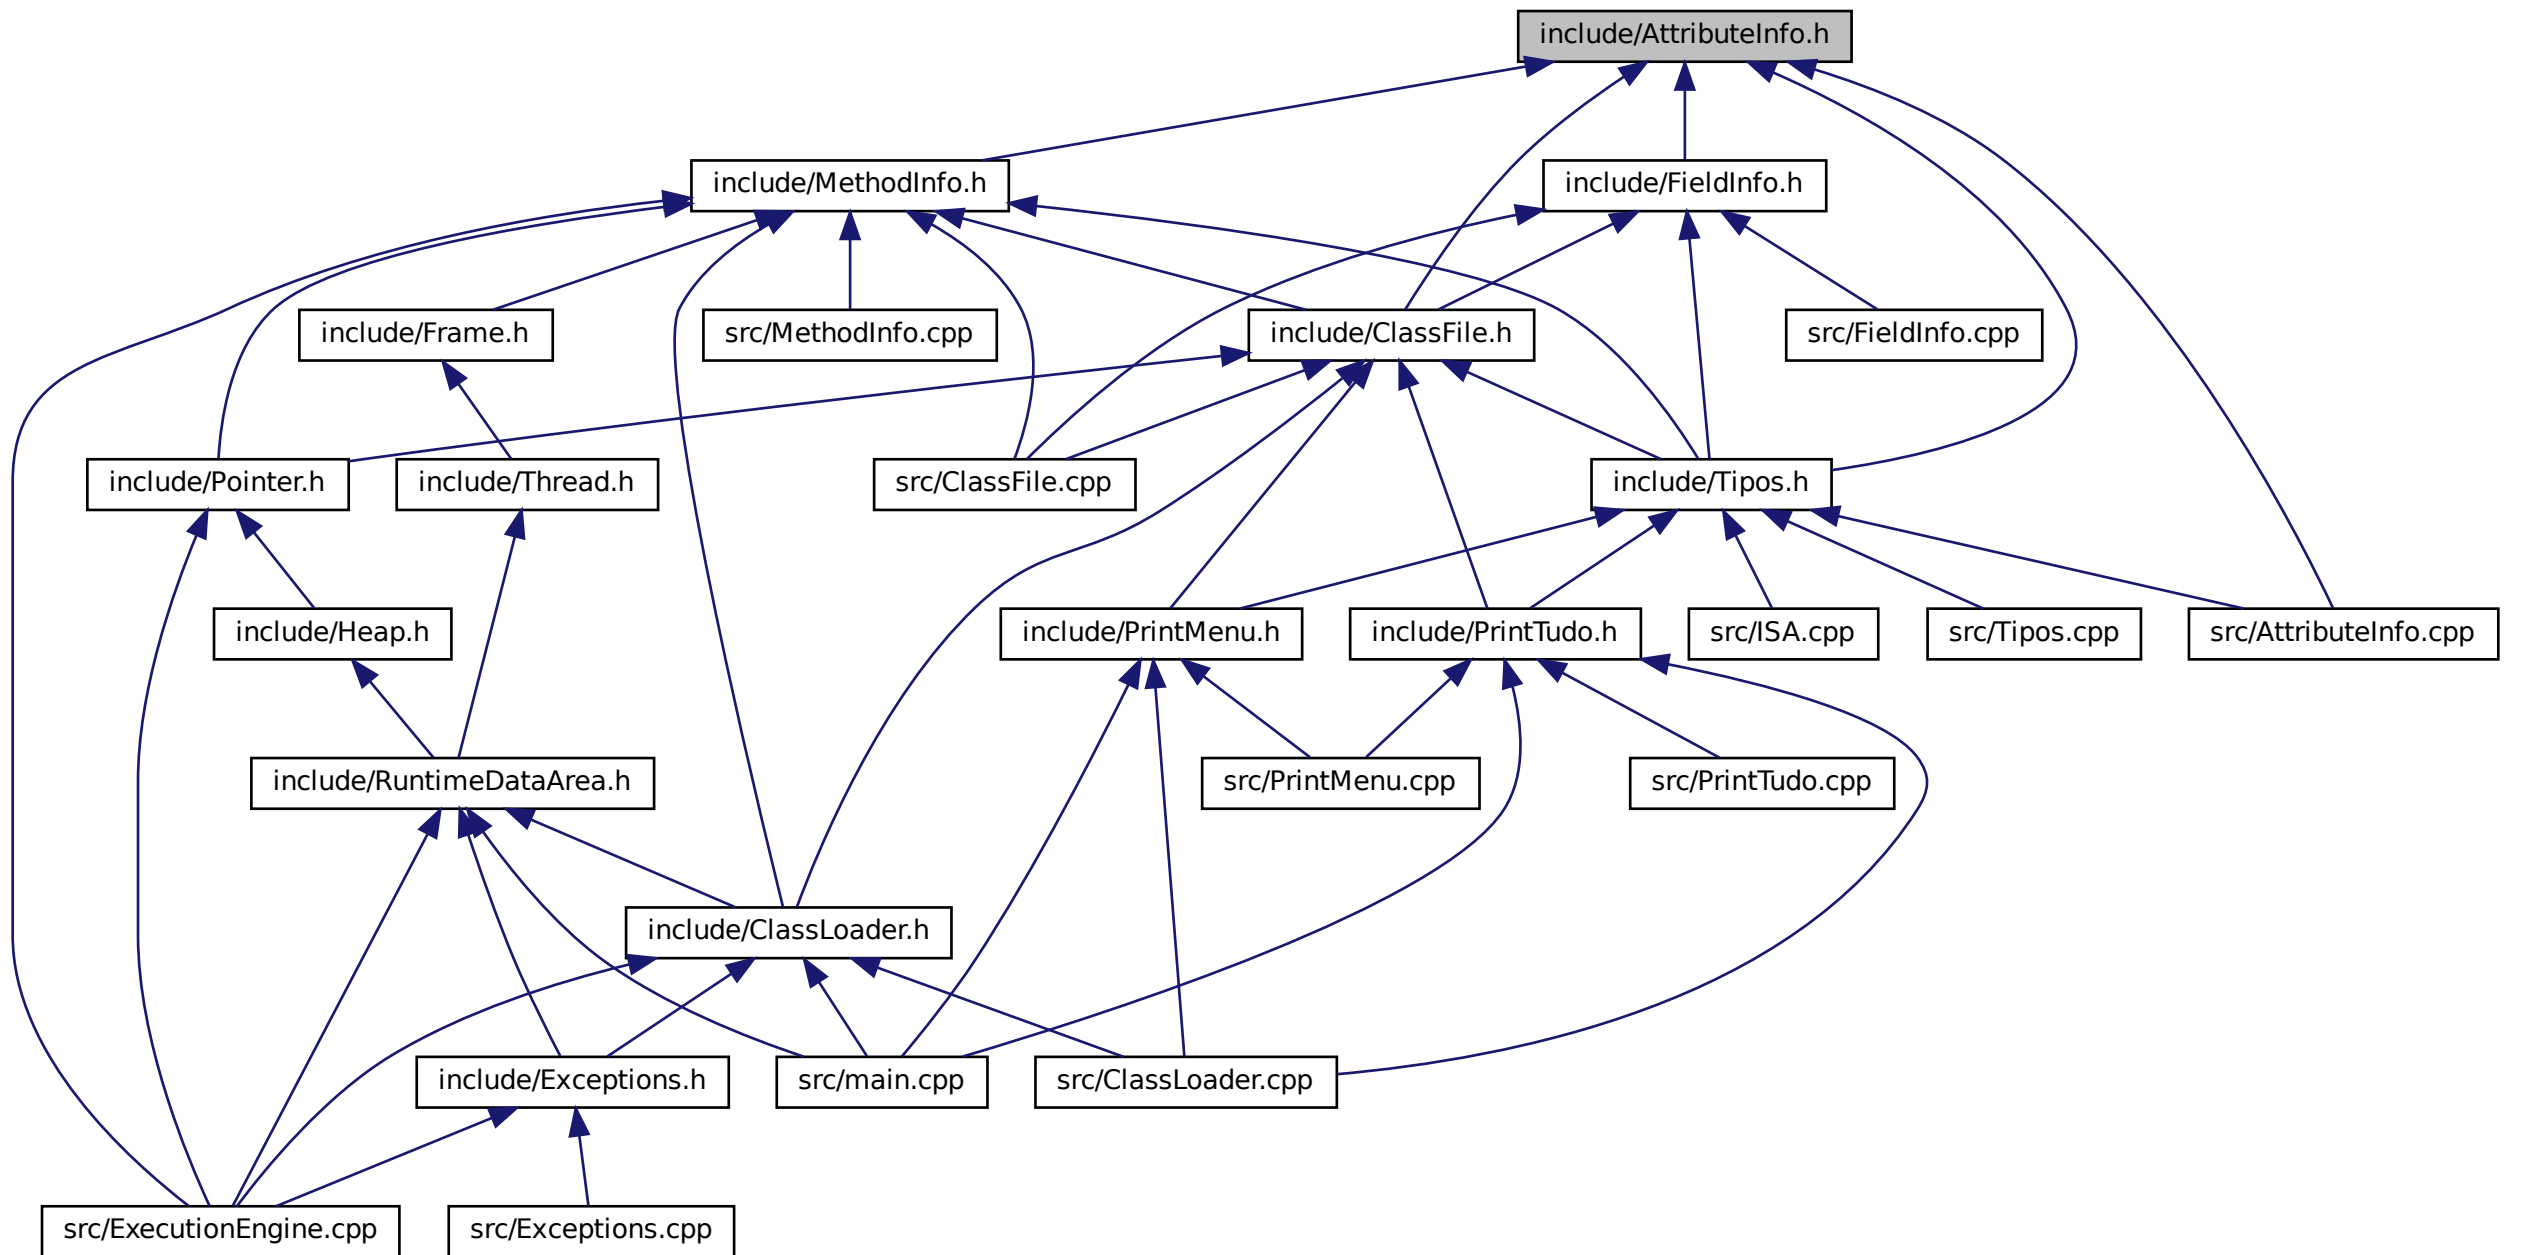 include/AttributeInfo.h
include/MethodInfo.h
include/FieldInfo.h
include/Frame.h
src/MethodInfo.cpp
include/ClassFile.h
src/FieldInfo.cpp
include/Pointer.h
include/Thread.h
src/ClassFile.cpp
include/Tipos.h
include/Heap.h
include/PrintMenu.h
include/PrintTudo.h
src/ISA.cpp
src/Tipos.cpp
src/AttributeInfo.cpp
include/RuntimeDataArea.h
src/PrintMenu.cpp
src/PrintTudo.cpp
include/ClassLoader.h
include/Exceptions.h
src/main.cpp
src/ClassLoader.cpp
src/ExecutionEngine.cpp
src/Exceptions.cpp